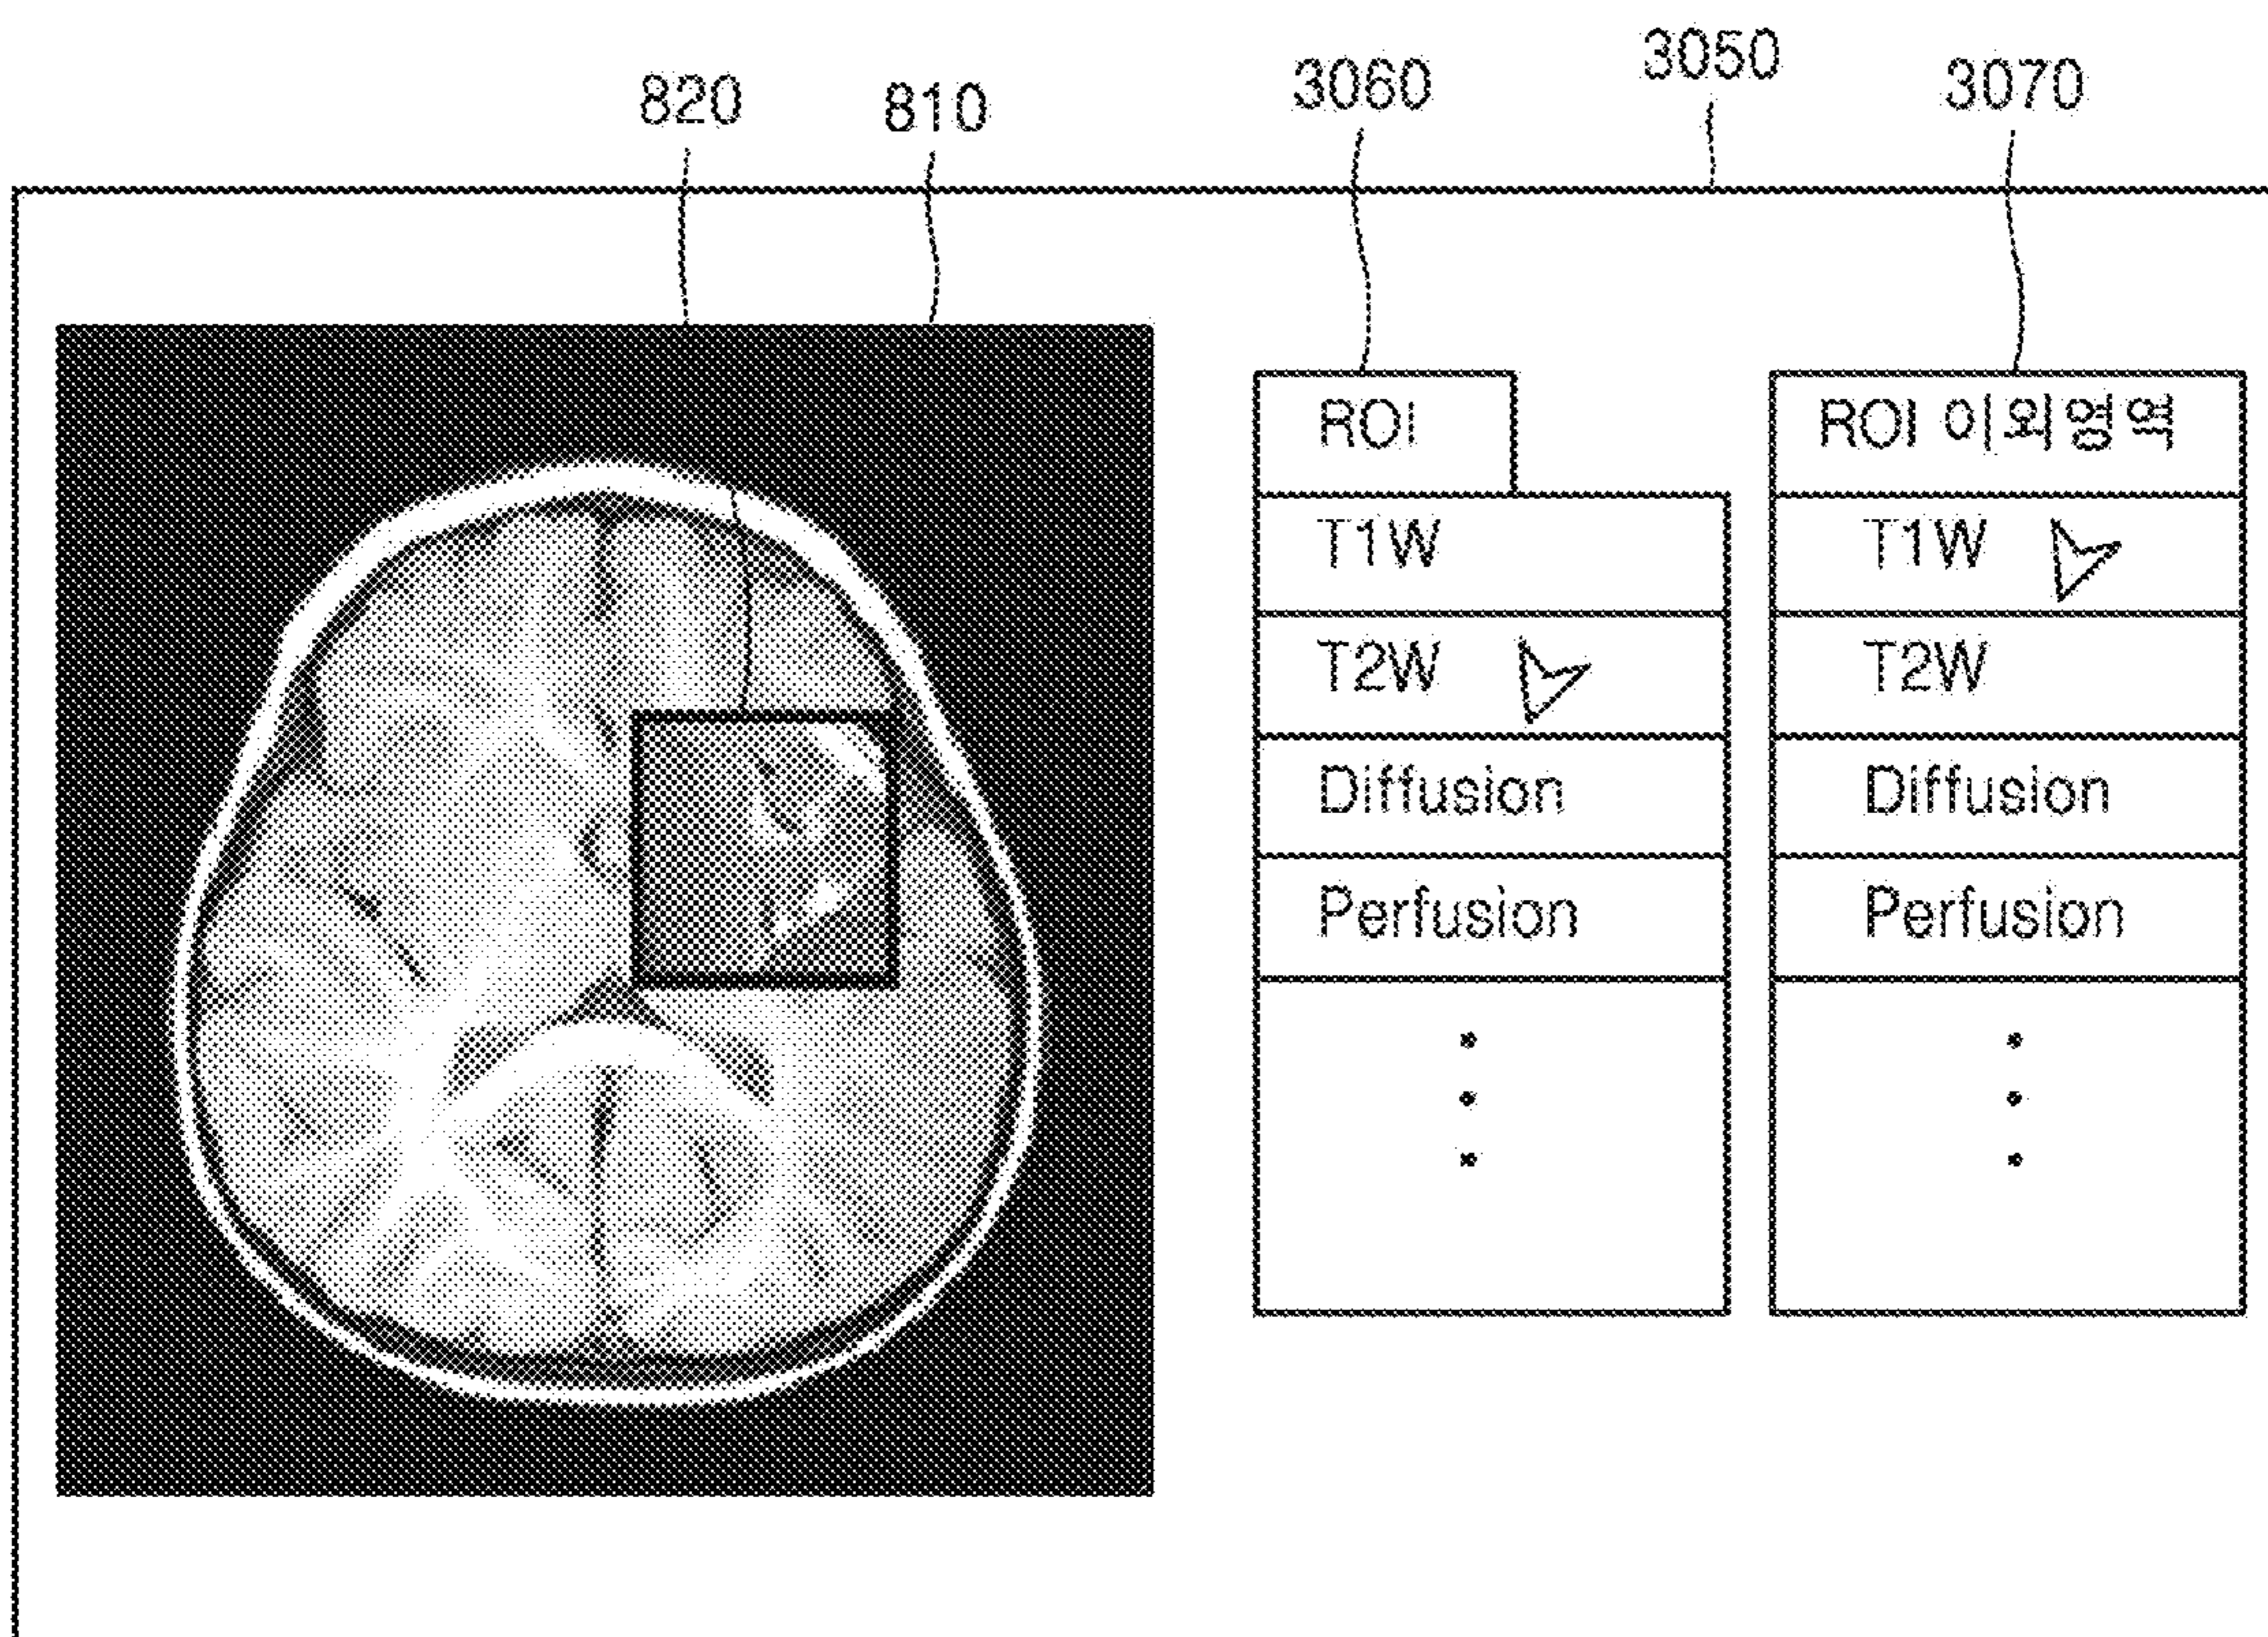 820
810
3060
3050
3070
ROI
T1W
T2W
Diffusion
Perfusion
ROI 이외영역
T1W
T2W
Diffusion
Perfusion